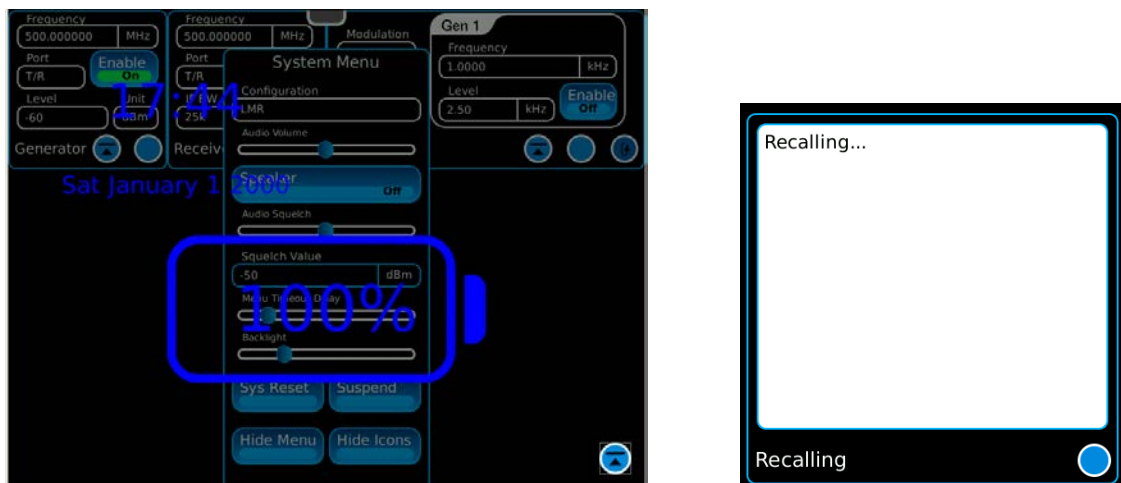 Frequency
500.000000 MHz
Port
T/R
Enable
On
Level Unit
-60 dBm
Generator
Frequency
500.000000 MHz
Port
T/R
IF BW
25k
Receiv
Modulation
Gen 1
Frequency
1.0000 kHz
Level
2.50 kHz
Enable
Off
17:44
Sat January 1 2000
100%
System Menu
Configuration
LMR
Audio Volume
Speaker
Off
Audio Squelch
Squelch Value
-50 dBm
Menu Timeout Delay
Backlight
Sys Reset Suspend
Hide Menu Hide Icons
Recalling...
Recalling